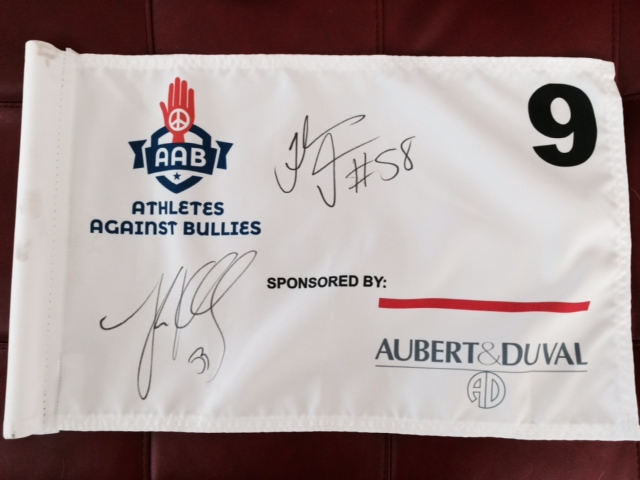 AAB
ATHLETES
AGAINST BULLIES
#58
9
SPONSORED BY:
AUBERT&DUVAL
AD